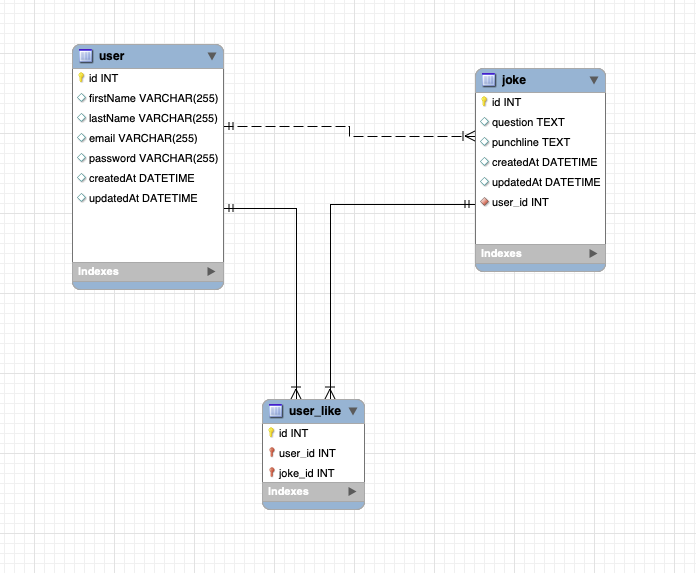 user
id INT
firstName VARCHAR(255)
lastName VARCHAR(255)
email VARCHAR(255)
password VARCHAR(255)
createdAt DATETIME
updatedAt DATETIME
Indexes
joke
id INT
question TEXT
punchline TEXT
createdAt DATETIME
updatedAt DATETIME
user_id INT
Indexes
user_like
id INT
user_id INT
joke_id INT
Indexes